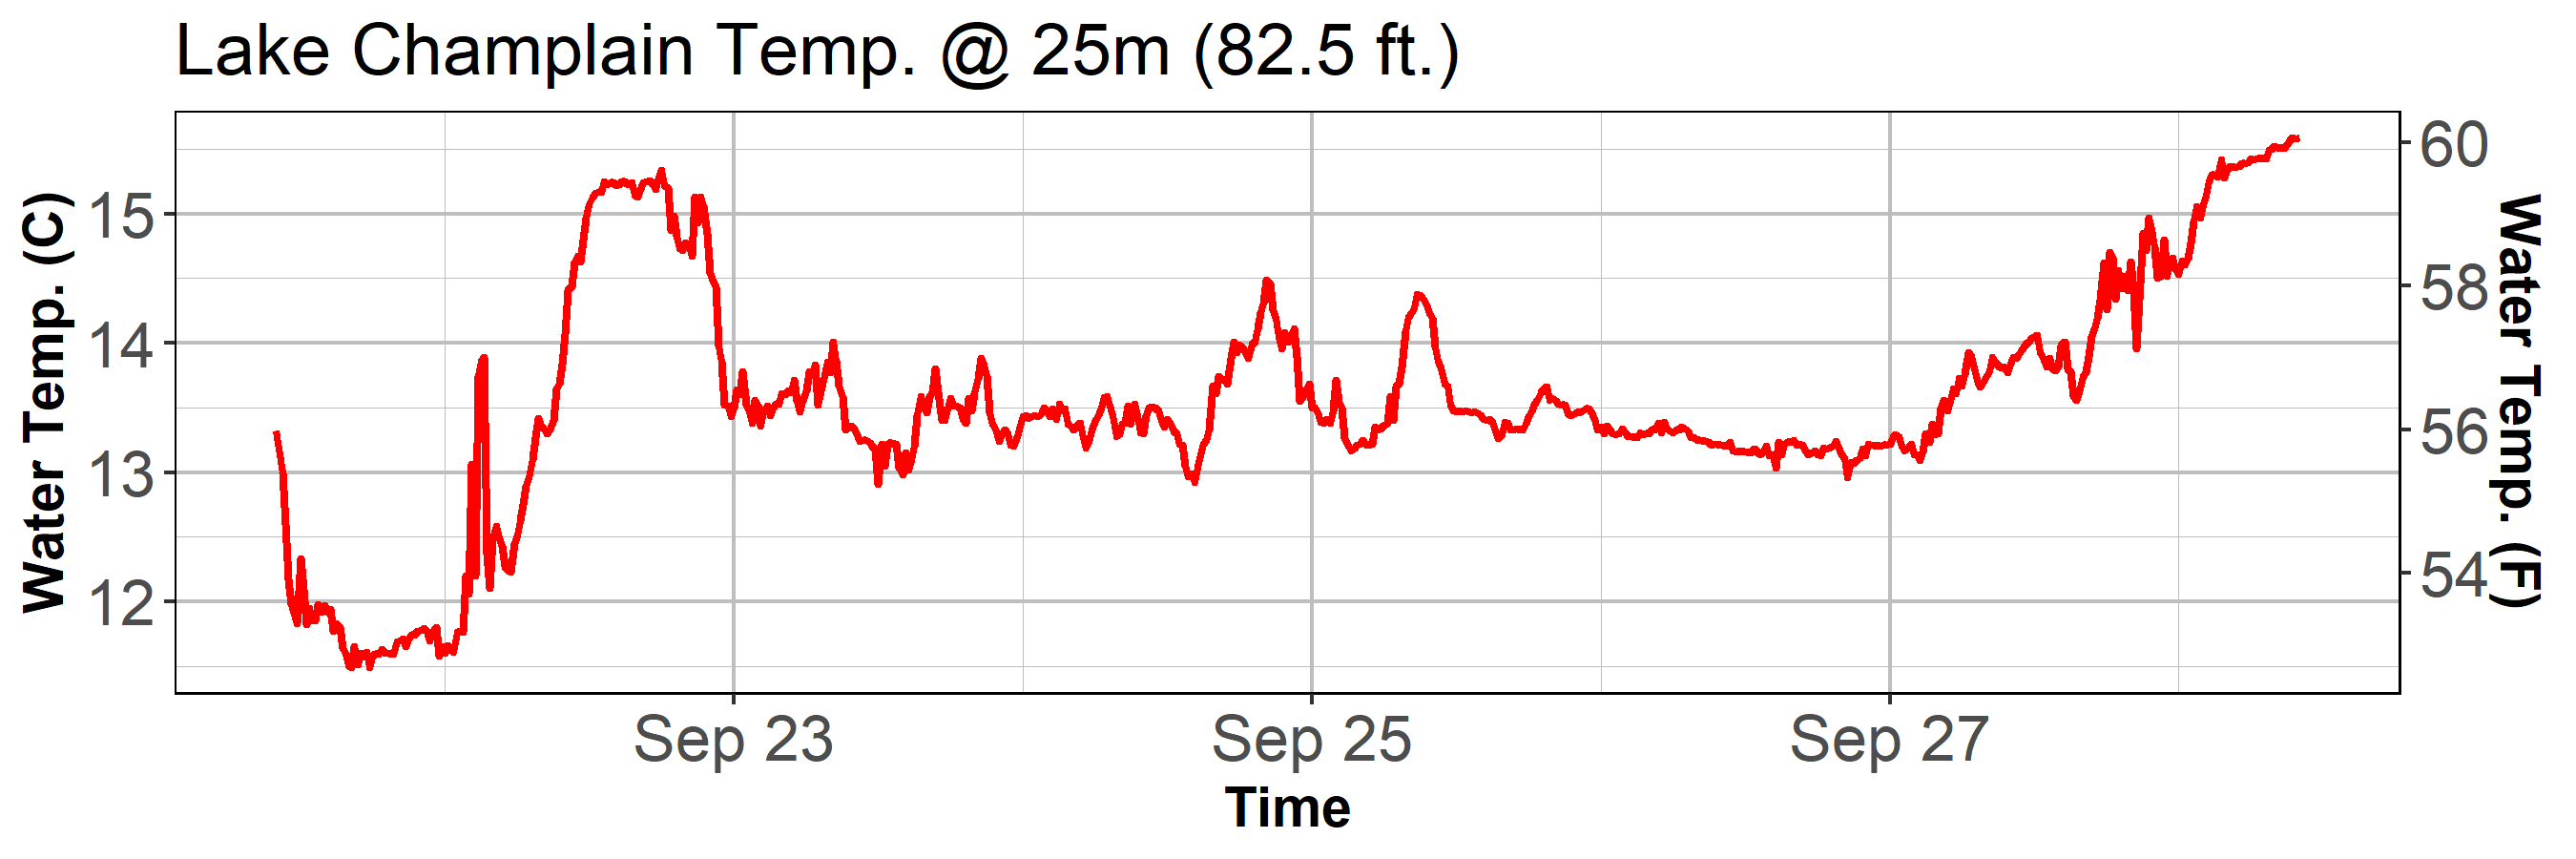 Lake Champlain Temp. @ 25m (82.5 ft.)
Water Temp. (C)
15
14
13
12
60
58
56
54
Water Temp. (F)
Sep 23 Sep 25 Sep 27
Time